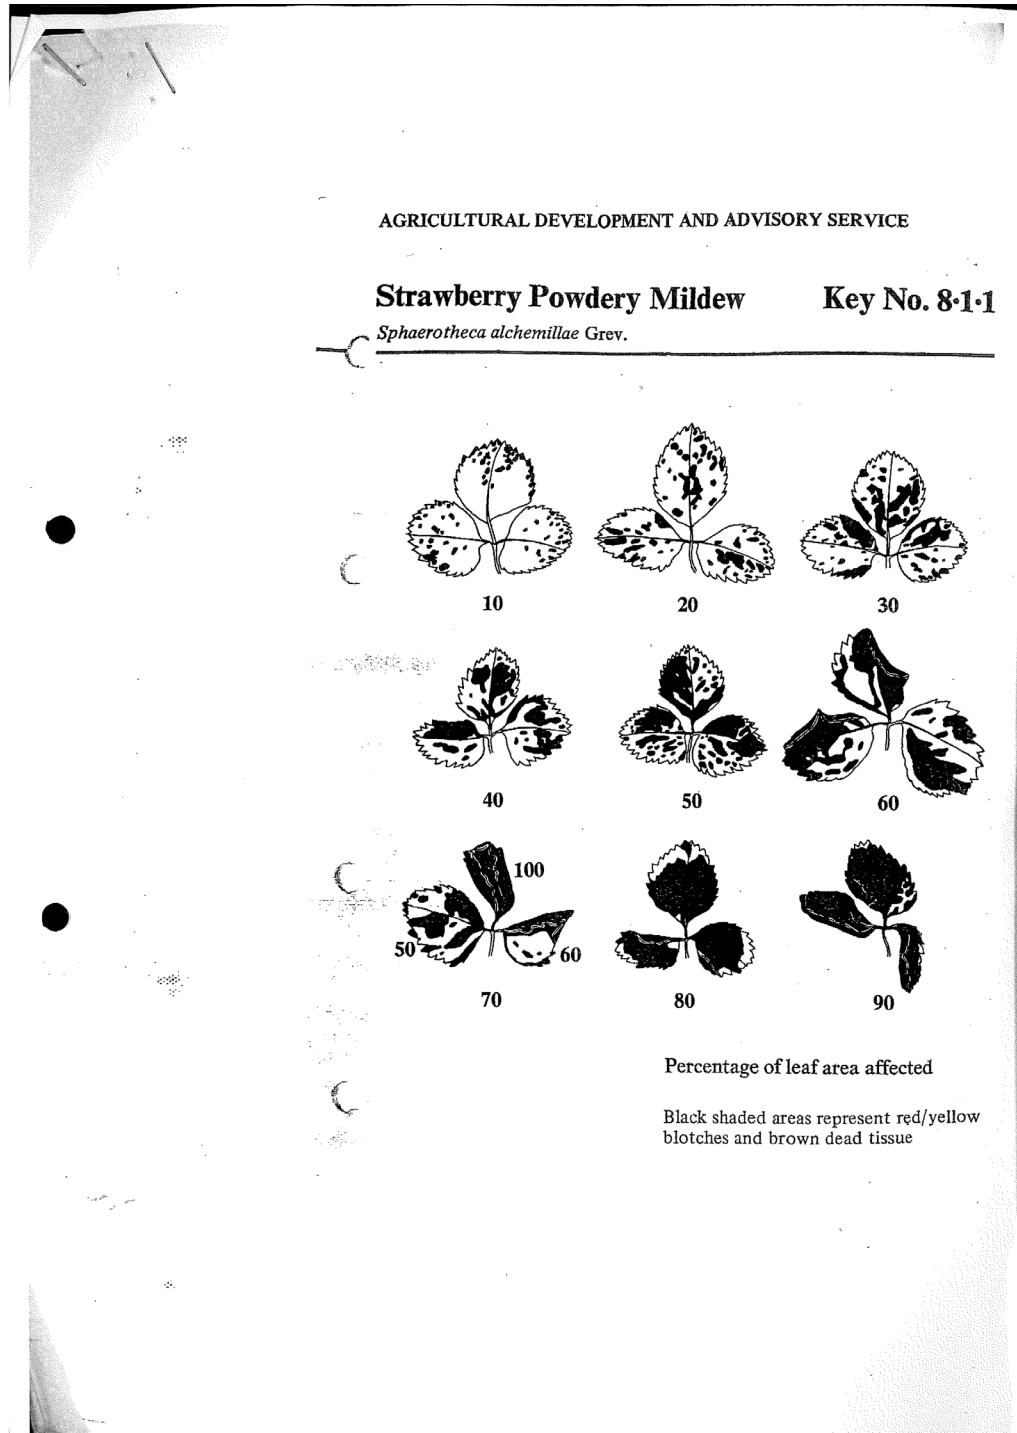 AGRICULTURAL DEVELOPMENT AND ADVISORY SERVICE
Strawberry Powdery Mildew Key No. 8·1·1
Sphaerotheca alchemillae Grev.
10 20 30
40 50 60
100
50 60
70 80 90
Percentage of leaf area affected
Black shaded areas represent red/yellow
blotches and brown dead tissue